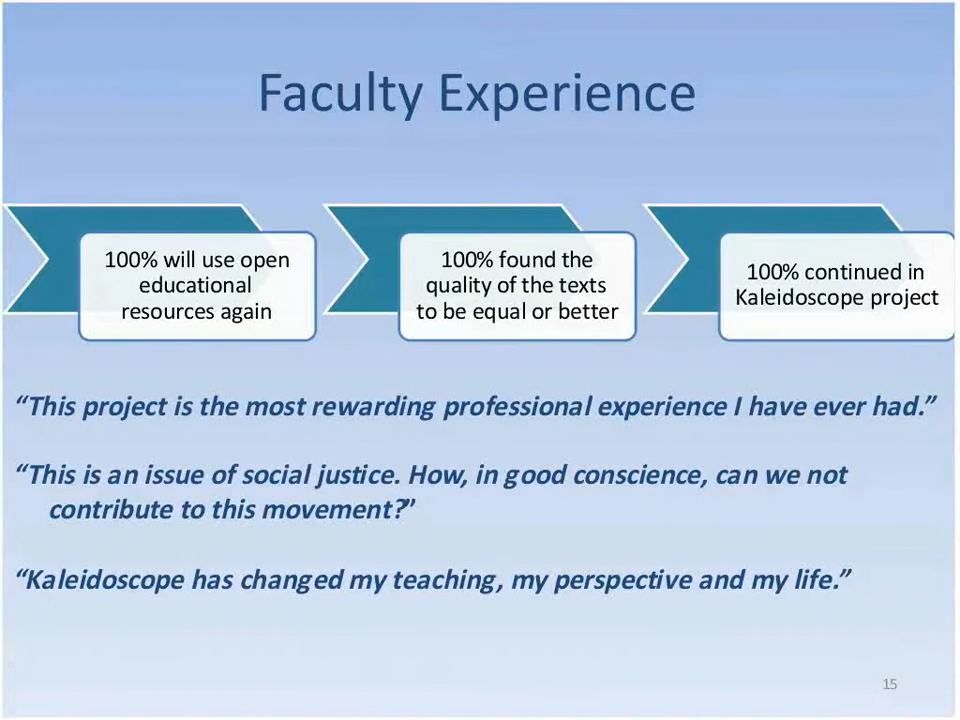 Faculty Experience
100% will use open
educational
resources again
100% found the
quality of the texts
to be equal or better
100% continued in
Kaleidoscope project
“This project is the most rewarding professional experience I have ever had.”
“This is an issue of social justice. How, in good conscience, can we not
contribute to this movement?”
“Kaleidoscope has changed my teaching, my perspective and my life.”
15